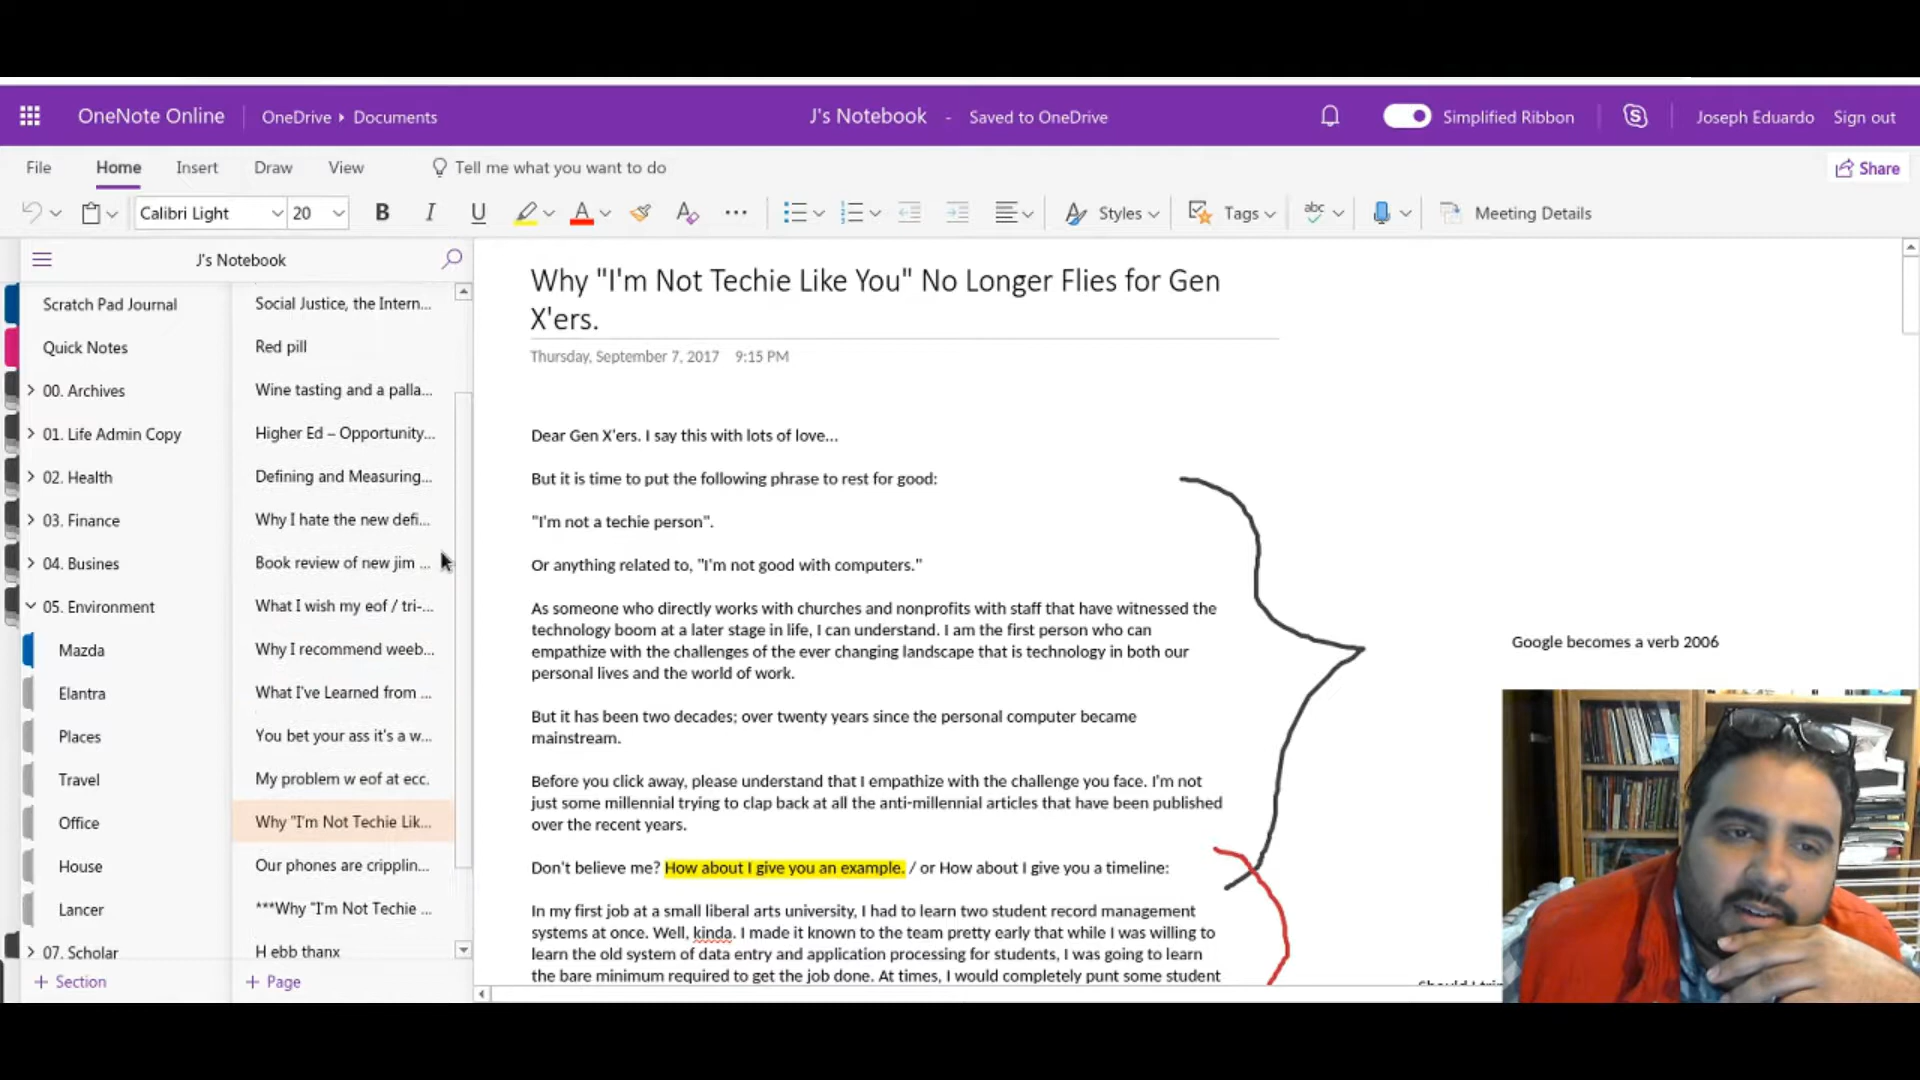 OneNote Online
OneDrive ▸ Documents
J's Notebook - Saved to OneDrive
Simplified Ribbon
Joseph Eduardo
Sign out
File
Home
Insert
Draw
View
Tell me what you want to do
Share
Calibri Light
20
B
I
U
A
Styles
Tags
abc
Meeting Details
J's Notebook
Scratch Pad Journal
Quick Notes
00. Archives
01. Life Admin Copy
02. Health
03. Finance
04. Busines
05. Environment
Mazda
Elantra
Places
Travel
Office
House
Lancer
07. Scholar
+ Section
Social Justice, the Intern...
Red pill
Wine tasting and a palla...
Higher Ed – Opportunity...
Defining and Measuring...
Why I hate the new defi...
Book review of new jim ...
What I wish my eof / tri-...
Why I recommend weeb...
What I've Learned from ...
You bet your ass it's a w...
My problem w eof at ecc.
Why "I'm Not Techie Lik...
Our phones are cripplin...
***Why "I'm Not Techie ...
H ebb thanx
+ Page
Why "I'm Not Techie Like You" No Longer Flies for Gen
X'ers.
Thursday, September 7, 2017 9:15 PM
Dear Gen X'ers. I say this with lots of love...
But it is time to put the following phrase to rest for good:
"I'm not a techie person".
Or anything related to, "I'm not good with computers."
As someone who directly works with churches and nonprofits with staff that have witnessed the
technology boom at a later stage in life, I can understand. I am the first person who can
empathize with the challenges of the ever changing landscape that is technology in both our
personal lives and the world of work.
But it has been two decades; over twenty years since the personal computer became
mainstream.
Before you click away, please understand that I empathize with the challenge you face. I'm not
just some millennial trying to clap back at all the anti-millennial articles that have been published
over the recent years.
Don't believe me? How about I give you an example. / or How about I give you a timeline:
In my first job at a small liberal arts university, I had to learn two student record management
systems at once. Well, kinda. I made it known to the team pretty early that while I was willing to
learn the old system of data entry and application processing for students, I was going to learn
the bare minimum required to get the job done. At times, I would completely punt some student
Google becomes a verb 2006